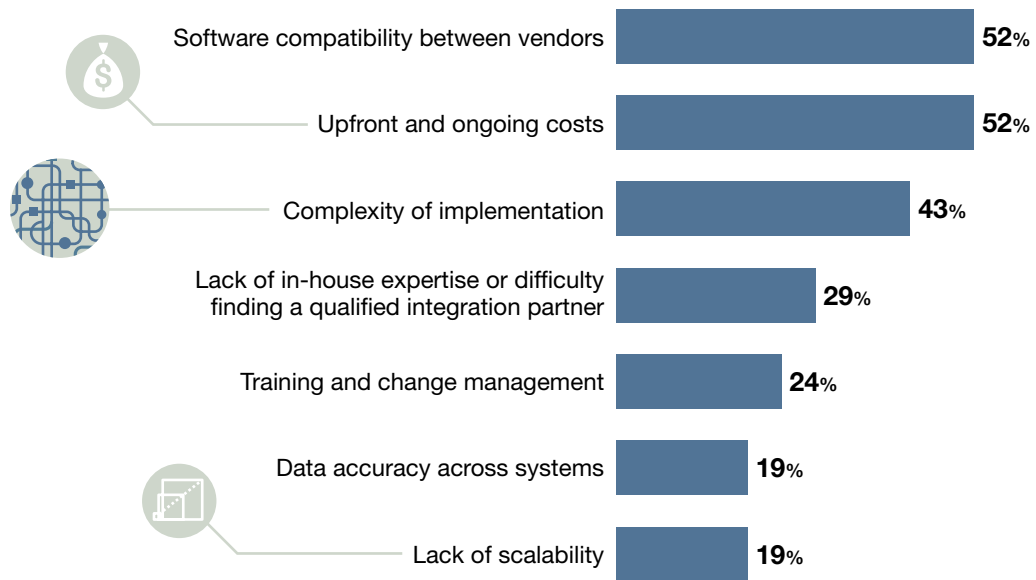 Software compatibility between vendors 52%
$
Upfront and ongoing costs 52%
Complexity of implementation 43%
Lack of in-house expertise or difficulty
finding a qualified integration partner 29%
Training and change management 24%
Data accuracy across systems 19%
Lack of scalability 19%